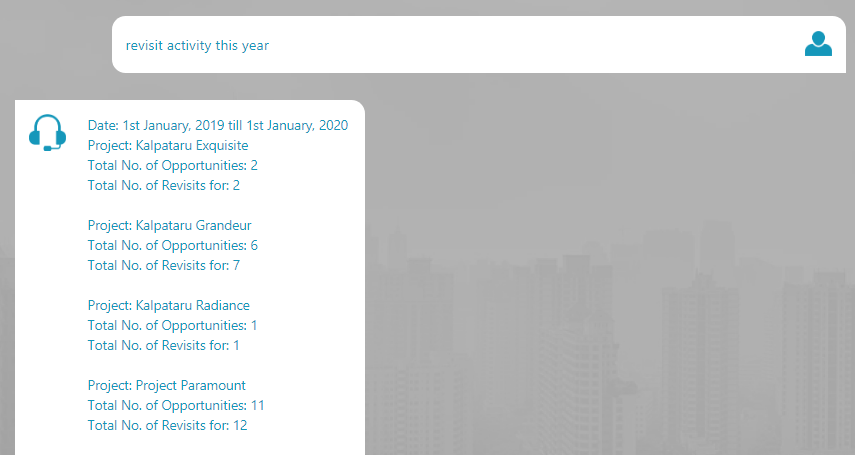 revisit activity this year
Date: 1st January, 2019 till 1st January, 2020
Project: Kalpataru Exquisite
Total No. of Opportunities: 2
Total No. of Revisits for: 2
Project: Kalpataru Grandeur
Total No. of Opportunities: 6
Total No. of Revisits for: 7
Project: Kalpataru Radiance
Total No. of Opportunities: 1
Total No. of Revisits for: 1
Project: Project Paramount
Total No. of Opportunities: 11
Total No. of Revisits for: 12